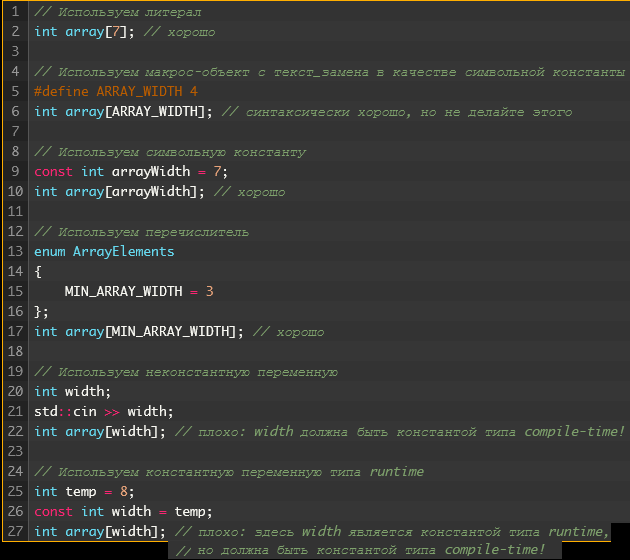 1 // Используем литерал
2 int array[7]; // хорошо
3
4 // Используем макрос-объект с текст_замена в качестве символьной константы
5 #define ARRAY_WIDTH 4
6 int array[ARRAY_WIDTH]; // синтаксически хорошо, но не делайте этого
7
8 // Используем символьную константу
9 const int arrayWidth = 7;
10 int array[arrayWidth]; // хорошо
11
12 // Используем перечислитель
13 enum ArrayElements
14 {
15     MIN_ARRAY_WIDTH = 3
16 };
17 int array[MIN_ARRAY_WIDTH]; // хорошо
18
19 // Используем неконстантную переменную
20 int width;
21 std::cin >> width;
22 int array[width]; // плохо: width должна быть константой типа compile-time!
23
24 // Используем константную переменную типа runtime
25 int temp = 8;
26 const int width = temp;
27 int array[width]; // плохо: здесь width является константой типа runtime,
// но должна быть константой типа compile-time!